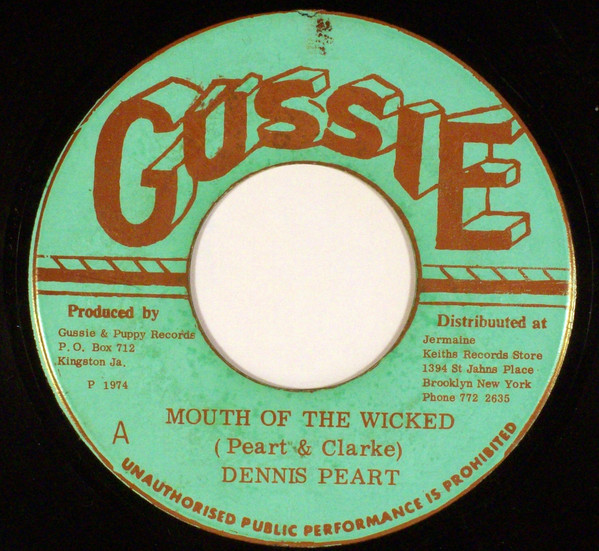 GUSSIE
Produced by
Gussie & Puppy Records
P. O. Box 712
Kingston Ja.
P 1974
Distribuuted at
Jermaine
Keiths Records Store
1394 St Jahns Place
Brooklyn New York
Phone 772 2635
A
MOUTH OF THE WICKED
( Peart & Clarke)
DENNIS PEART
UNAUTHORISED PUBLIC PERFORMANCE IS PROHIBITED